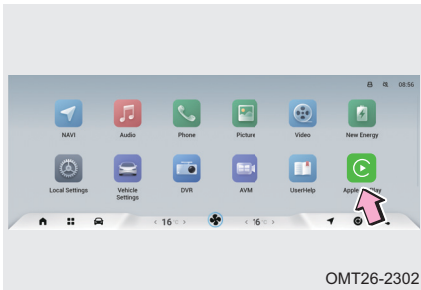 08:56
NAVI Audio Phone Picture Video New Energy
Local Settings Vehicle Settings DVR AVM UserHelp Apple Play
< 16 °C > < 16 °C >
OMT26-2302